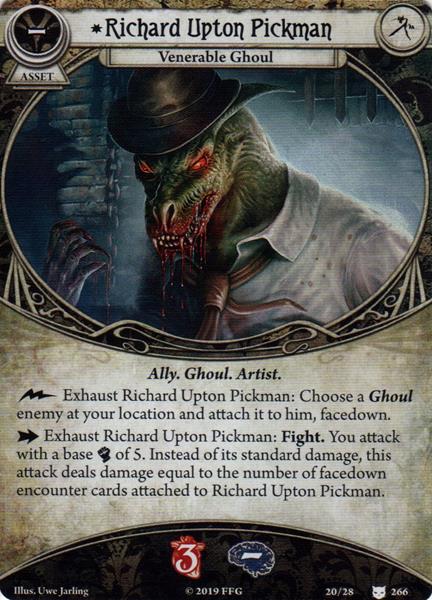 *Richard Upton Pickman
Venerable Ghoul
ASSET
Ally. Ghoul. Artist.
Exhaust Richard Upton Pickman: Choose a Ghoul
enemy at your location and attach it to him, facedown.
Exhaust Richard Upton Pickman: Fight. You attack
with a base of 5. Instead of its standard damage, this
attack deals damage equal to the number of facedown
encounter cards attached to Richard Upton Pickman.
3
-
Illus. Uwe Jarling
© 2019 FFG
20/28
266